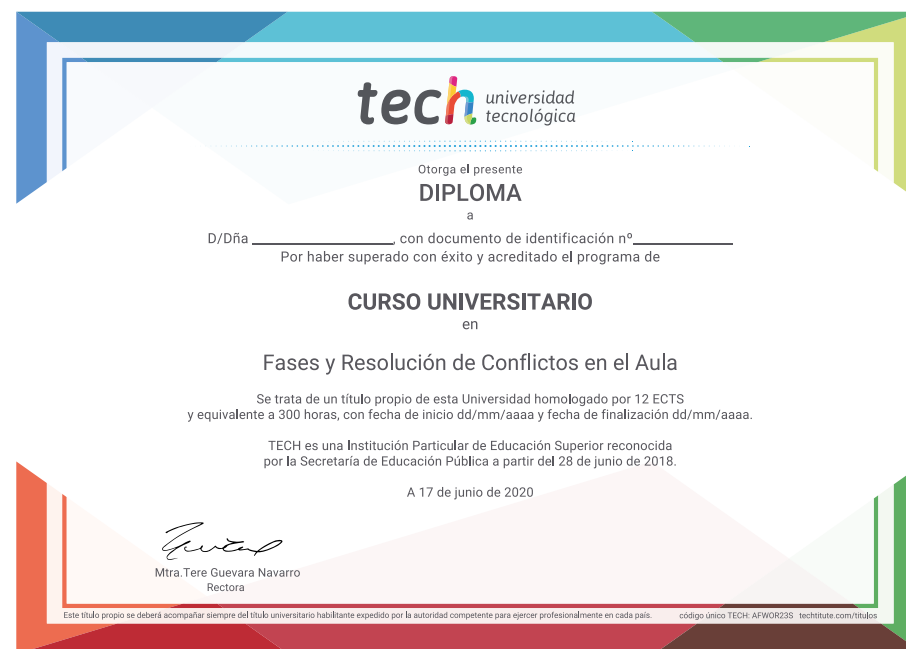 tech universidad
tecnológica
Otorga el presente
DIPLOMA
a
D/Dña ____________________, con documento de identificación nº______________
Por haber superado con éxito y acreditado el programa de
CURSO UNIVERSITARIO
en
Fases y Resolución de Conflictos en el Aula
Se trata de un título propio de esta Universidad homologado por 12 ECTS
y equivalente a 300 horas, con fecha de inicio dd/mm/aaaa y fecha de finalización dd/mm/aaaa.
TECH es una Institución Particular de Educación Superior reconocida
por la Secretaría de Educación Pública a partir del 28 de junio de 2018.
A 17 de junio de 2020
Mtra.Tere Guevara Navarro
Rectora
Este título propio se deberá acompañar siempre del título universitario habilitante expedido por la autoridad competente para ejercer profesionalmente en cada país. código único TECH: AFWOR23S techtitute.com/titulos